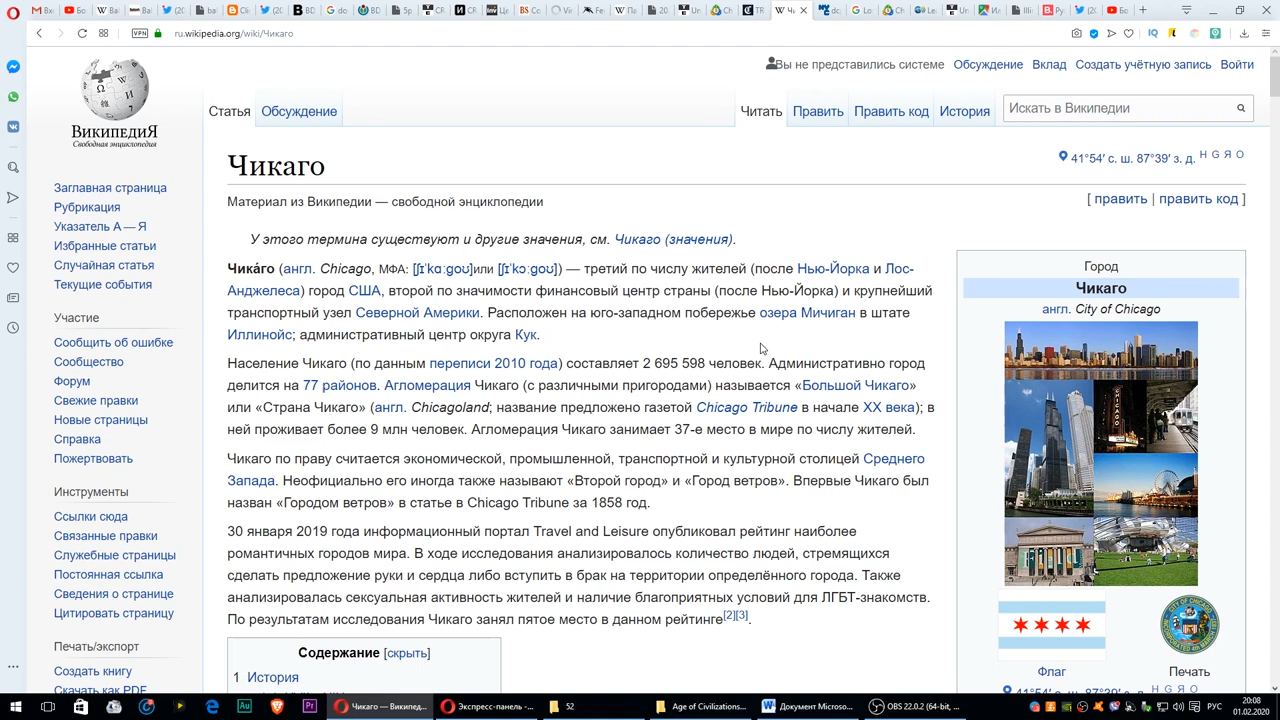 ru.wikipedia.org/wiki/Чикаго
VPN
Вы не представились системе Обсуждение Вклад Создать учётную запись Войти
Статья Обсуждение Читать Править Править код История Искать в Википедии
ВикипедиЯ
Свободная энциклопедия
Заглавная страница
Рубрикация
Указатель А — Я
Избранные статьи
Случайная статья
Текущие события
Участие
Сообщить об ошибке
Сообщество
Форум
Свежие правки
Новые страницы
Справка
Пожертвовать
Инструменты
Ссылки сюда
Связанные правки
Служебные страницы
Постоянная ссылка
Сведения о странице
Цитировать страницу
Печать/экспорт
Создать книгу
Скачать как PDF
Чикаго
41°54′ с. ш. 87°39′ з. д. H G Я O
Материал из Википедии — свободной энциклопедии
[ править | править код ]
У этого термина существуют и другие значения, см. Чикаго (значения).
Чика́го (англ. Chicago, МФА: [ʃɪˈkɑːgoʊ]или [ʃɪˈkɔːgoʊ]) — третий по числу жителей (после Нью-Йорка и Лос-
Анджелеса) город США, второй по значимости финансовый центр страны (после Нью-Йорка) и крупнейший
транспортный узел Северной Америки. Расположен на юго-западном побережье озера Мичиган в штате
Иллинойс; административный центр округа Кук.
Население Чикаго (по данным переписи 2010 года) составляет 2 695 598 человек. Административно город
делится на 77 районов. Агломерация Чикаго (с различными пригородами) называется «Большой Чикаго»
или «Страна Чикаго» (англ. Chicagoland; название предложено газетой Chicago Tribune в начале XX века); в
ней проживает более 9 млн человек. Агломерация Чикаго занимает 37-е место в мире по числу жителей.
Чикаго по праву считается экономической, промышленной, транспортной и культурной столицей Среднего
Запада. Неофициально его иногда также называют «Второй город» и «Город ветров». Впервые Чикаго был
назван «Городом ветров» в статье в Chicago Tribune за 1858 год.
30 января 2019 года информационный портал Travel and Leisure опубликовал рейтинг наиболее
романтичных городов мира. В ходе исследования анализировалось количество людей, стремящихся
сделать предложение руки и сердца либо вступить в брак на территории определённого города. Также
анализировалась сексуальная активность жителей и наличие благоприятных условий для ЛГБТ-знакомств.
По результатам исследования Чикаго занял пятое место в данном рейтинге[2][3].
Содержание [скрыть]
1 История
Город
Чикаго
англ. City of Chicago
CHICAGO
Флаг Печать
41°54′ с. ш. 87°39′ з. д. H G Я O
Чикаго — Википед...
Экспресс-панель -...
52
Age of Civilizations...
Документ Microso...
OBS 22.0.2 (64-bit, ...
РУС
20:08
01.02.2020